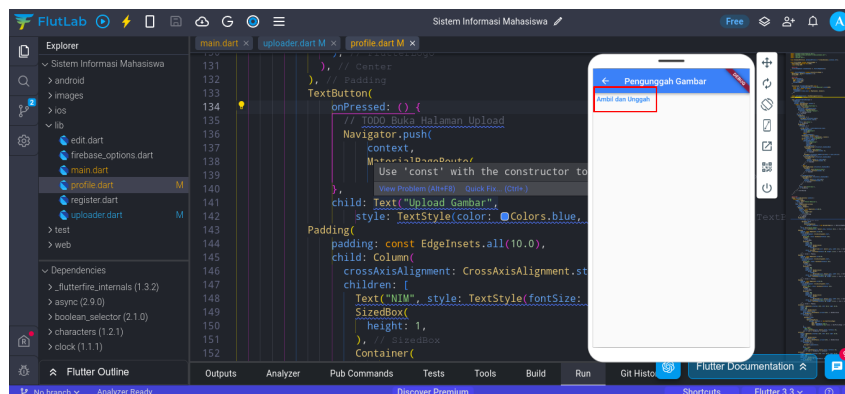 FlutLab
Sistem Informasi Mahasiswa
Free
A
Explorer
main.dart × uploader.dart M × profile.dart M ×
Sistem Informasi Mahasiswa
> android
> images
> ios
lib
edit.dart
firebase_options.dart
main.dart
profile.dart M
register.dart
uploader.dart M
> test
> web
Dependencies
> _flutterfire_internals (1.3.2)
> async (2.9.0)
> boolean_selector (2.1.0)
> characters (1.2.1)
> clock (1.1.1)
Flutter Outline
2
131 ), // Center
132 ), // Padding
133 TextButton(
134 onPressed: () {
135 // TODO Buka Halaman Upload
136 Navigator.push(
137 context,
138 MaterialPageRoute(
139
140 },
141 child: Text("Upload Gambar",
142 style: TextStyle(color: Colors.blue,
143 Padding(
144 padding: const EdgeInsets.all(10.0),
145 child: Column(
146 crossAxisAlignment: CrossAxisAlignment.st
147 children: [
148 Text("NIM", style: TextStyle(fontSize:
149 SizedBox(
150 height: 1,
151 ), // SizedBox
152 Container(
Use 'const' with the constructor to
View Problem (Alt+F8) Quick Fix... (Ctrl+.)
Pengunggah Gambar
DEBUG
Ambil dan Unggah
Outputs Analyzer Pub Commands Tests Tools Build Run Git Histo
Flutter Documentation
No branch Analyzer Ready
Discover Premium
Shortcuts
Flutter 3.3